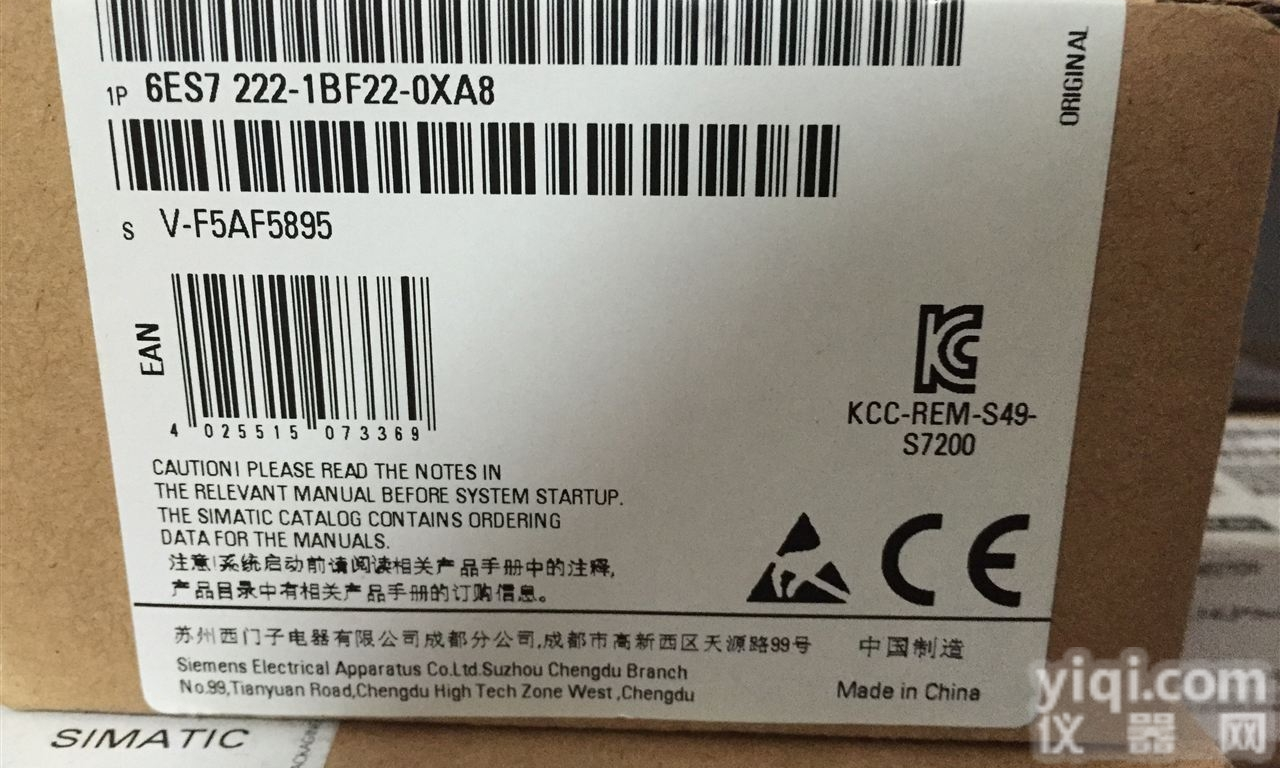 1P 6ES7 222-1BF22-0XA8
ORIGINAL
S V-F5AF5895
EAN
4 025515 073369
KCC-REM-S49-
S7200
CAUTION! PLEASE READ THE NOTES IN
THE RELEVANT MANUAL BEFORE SYSTEM STARTUP.
THE SIMATIC CATALOG CONTAINS ORDERING
DATA FOR THE MANUALS.
注意!系统启动前请阅读相关产品手册中的注释,
产品目录中有相关产品手册的订购信息。
CE
苏州西门子电器有限公司成都分公司,成都市高新西区天源路99号
中国制造
Siemens Electrical Apparatus Co.Ltd.Suzhou Chengdu Branch
No.99,Tianyuan Road,Chengdu High Tech Zone West ,Chengdu
Made in China
SIMATIC
yiqi.com
仪器网